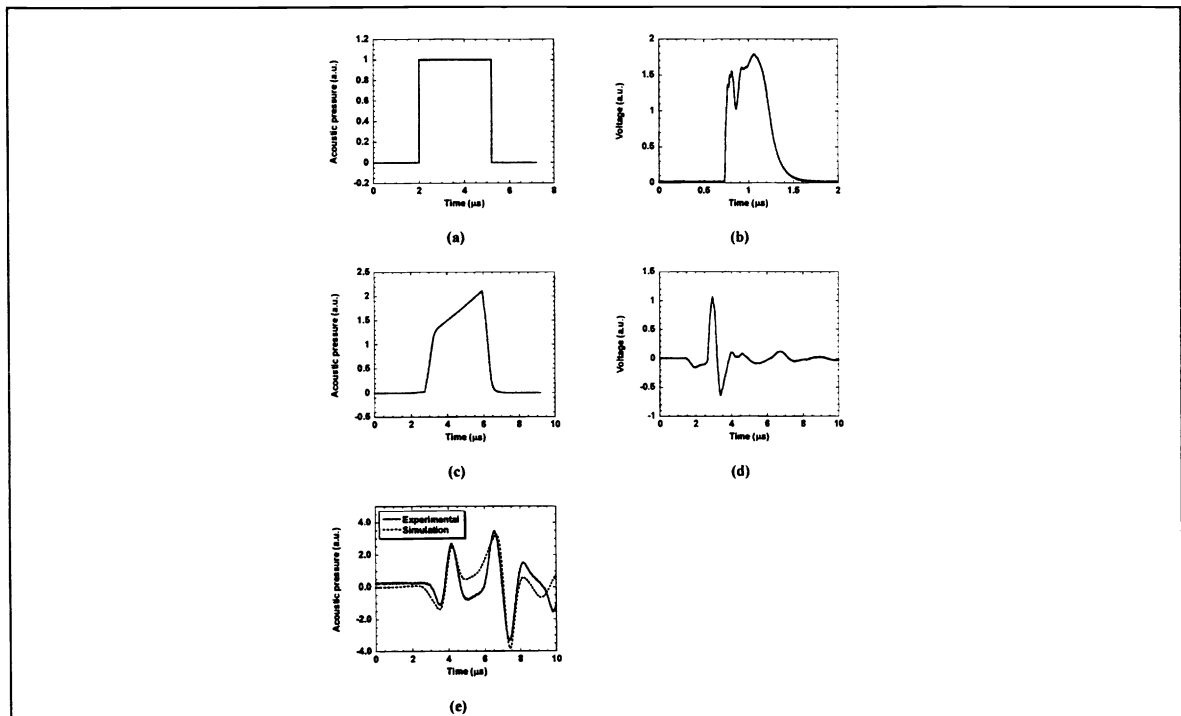 1.2
1
0.8
0.6
0.4
0.2
0
-0.2
Acoustic pressure (a.u.)
0 2 4 6 8
Time (µs)
(a)
2
1.5
1
0.5
0
Voltage (a.u.)
0 0.5 1 1.5 2
Time (µs)
(b)
2.5
2
1.5
1
0.5
0
-0.5
Acoustic pressure (a.u.)
0 2 4 6 8 10
Time (µs)
(c)
1.5
1
0.5
0
-0.5
-1
Voltage (a.u.)
0 2 4 6 8 10
Time (µs)
(d)
Experimental
Simulation
4.0
2.0
0.0
-2.0
-4.0
Acoustic pressure (a.u.)
0 2 4 6 8 10
Time (µs)
(e)